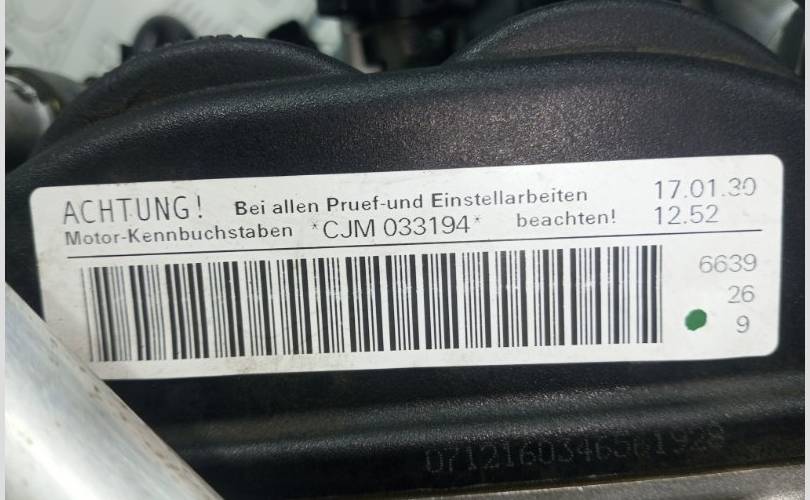 ACHTUNG! Bei allen Pruef-und Einstellarbeiten 17.01.30
Motor-Kennbuchstaben *CJM 033194* beachten! 12.52
6639
26
9
0712160346561928